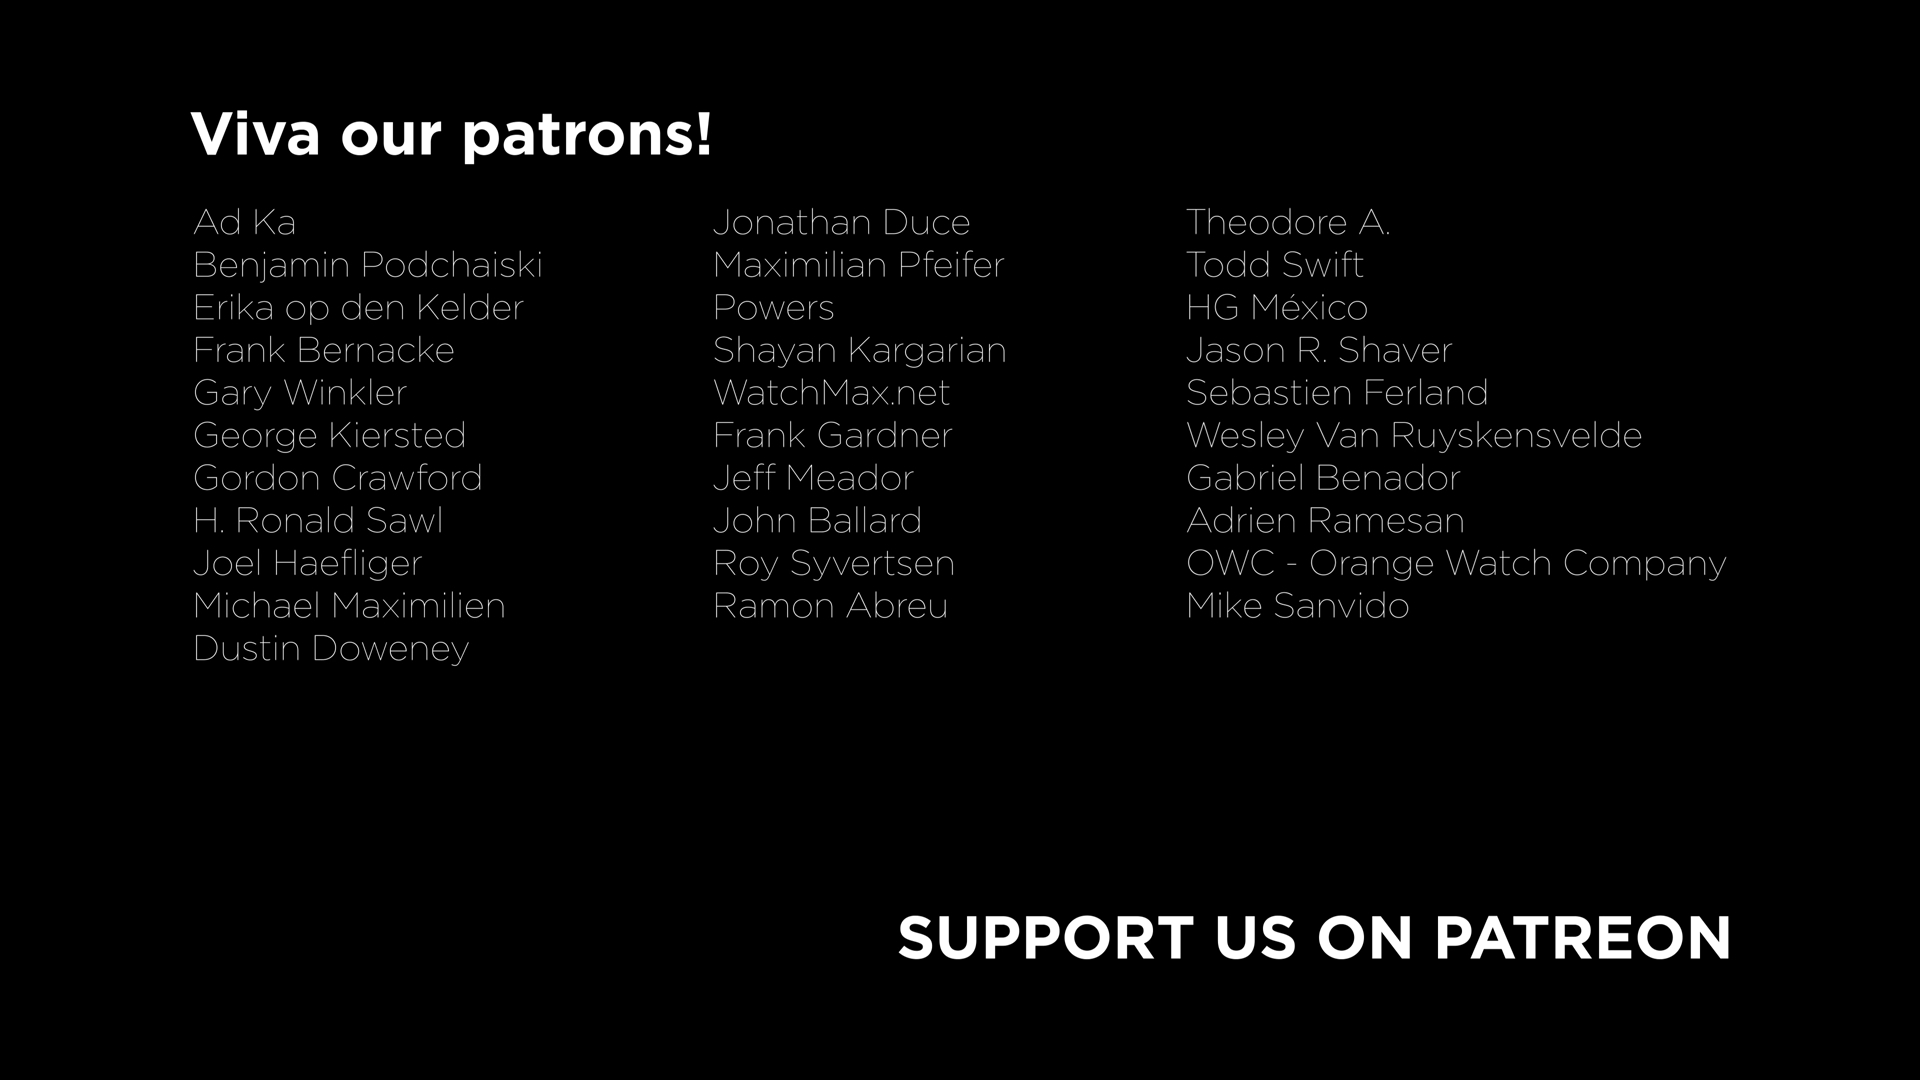 Viva our patrons!
Ad Ka
Benjamin Podchaiski
Erika op den Kelder
Frank Bernacke
Gary Winkler
George Kiersted
Gordon Crawford
H. Ronald Sawl
Joel Haefliger
Michael Maximilien
Dustin Doweney
Jonathan Duce
Maximilian Pfeifer
Powers
Shayan Kargarian
WatchMax.net
Frank Gardner
Jeff Meador
John Ballard
Roy Syvertsen
Ramon Abreu
Theodore A.
Todd Swift
HG México
Jason R. Shaver
Sebastien Ferland
Wesley Van Ruyskensvelde
Gabriel Benador
Adrien Ramesan
OWC - Orange Watch Company
Mike Sanvido
SUPPORT US ON PATREON